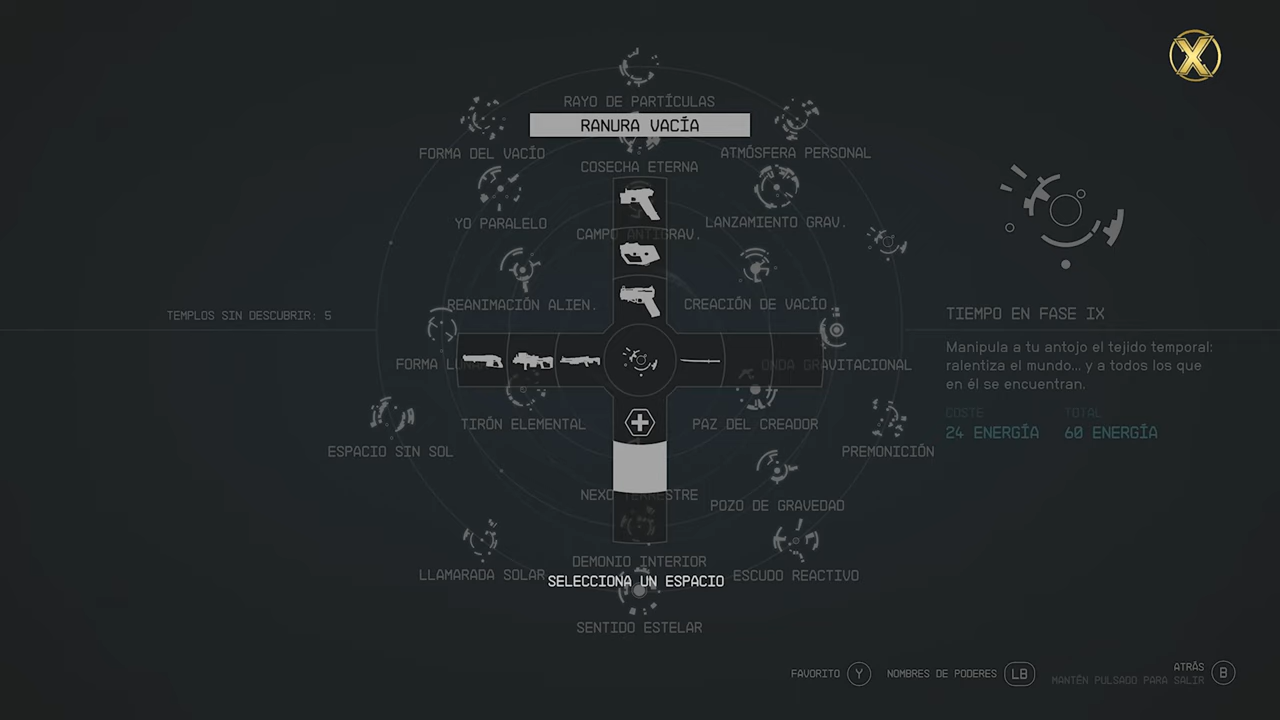 X
RAYO DE PARTÍCULAS
RANURA VACÍA
FORMA DEL VACÍO
ATMÓSFERA PERSONAL
COSECHA ETERNA
YO PARALELO
LANZAMIENTO GRAV.
CAMPO ANTIGRAV.
REANIMACIÓN ALIEN.
CREACIÓN DE VACÍO
TEMPLOS SIN DESCUBRIR: 5
TIEMPO EN FASE IX
Manipula a tu antojo el tejido temporal:
ralentiza el mundo... y a todos los que
en él se encuentran.
COSTE
TOTAL
24 ENERGÍA
60 ENERGÍA
FORMA
ONDA GRAVITACIONAL
TIRÓN ELEMENTAL
PAZ DEL CREADOR
ESPACIO SIN SOL
PREMONICIÓN
NEXO TERRESTRE
POZO DE GRAVEDAD
DEMONIO INTERIOR
LLAMARADA SOLAR
SELECCIONA UN ESPACIO
ESCUDO REACTIVO
SENTIDO ESTELAR
FAVORITO Y
NOMBRES DE PODERES LB
ATRÁS B
MANTÉN PULSADO PARA SALIR